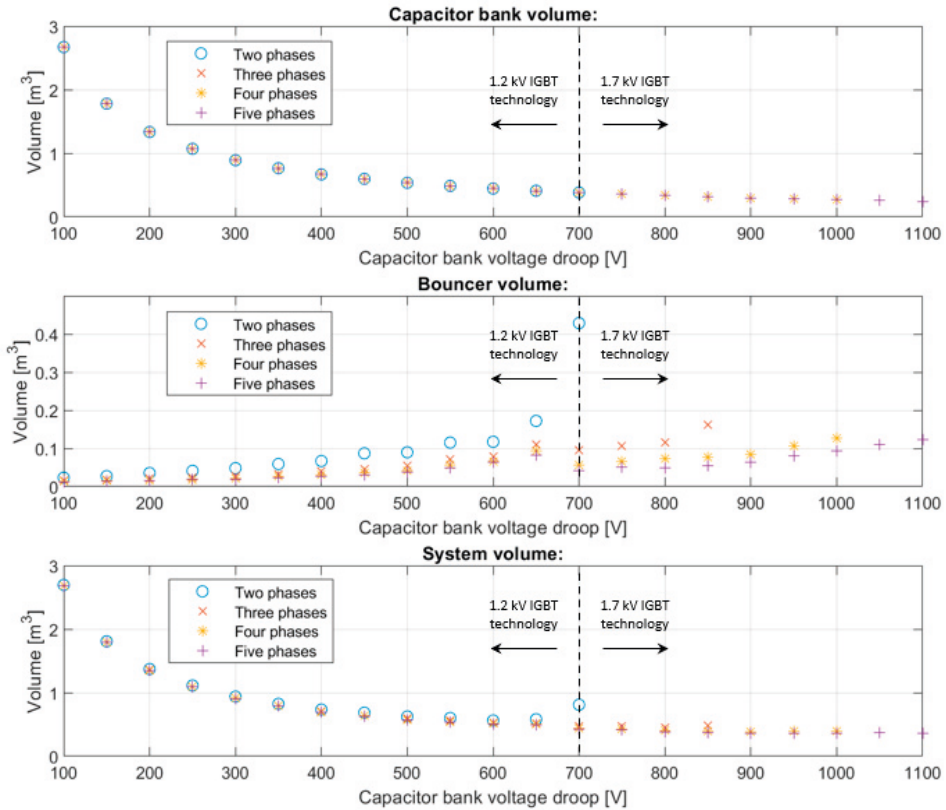 Capacitor bank volume:
3
2
1
0
Volume [m³]
Two phases
Three phases
Four phases
Five phases
1.2 kV IGBT
technology
1.7 kV IGBT
technology
100 200 300 400 500 600 700 800 900 1000 1100
Capacitor bank voltage droop [V]
Bouncer volume:
0.4
0.3
0.2
0.1
0
Volume [m³]
Two phases
Three phases
Four phases
Five phases
1.2 kV IGBT
technology
1.7 kV IGBT
technology
100 200 300 400 500 600 700 800 900 1000 1100
Capacitor bank voltage droop [V]
System volume:
3
2
1
0
Volume [m³]
Two phases
Three phases
Four phases
Five phases
1.2 kV IGBT
technology
1.7 kV IGBT
technology
100 200 300 400 500 600 700 800 900 1000 1100
Capacitor bank voltage droop [V]